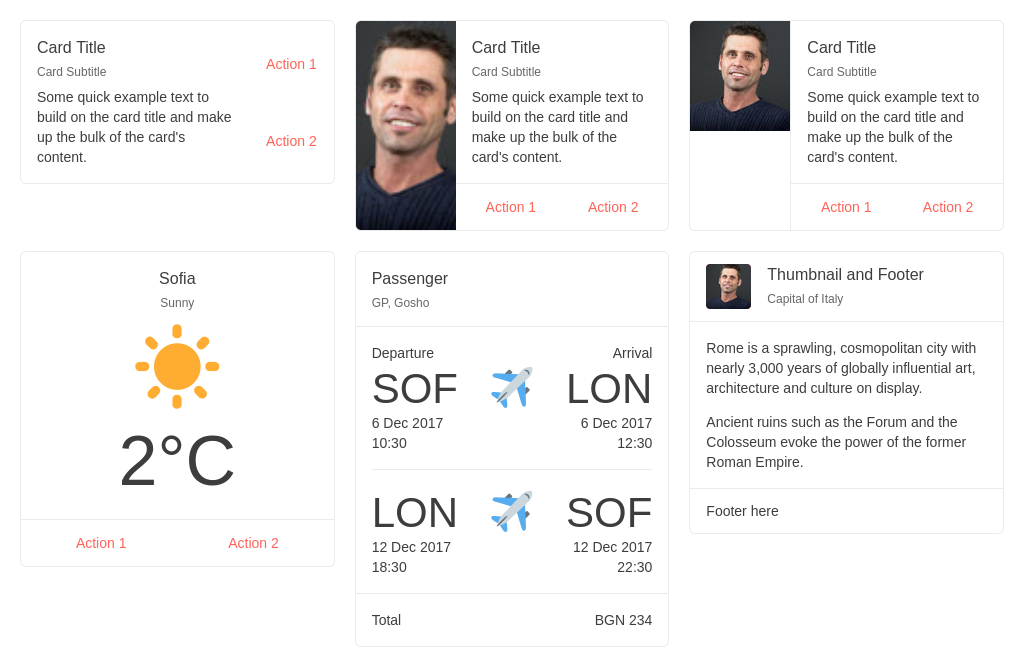 Card Title
Card Subtitle
Some quick example text to
build on the card title and make
up the bulk of the card's
content.
Action 1
Action 2
Card Title
Card Subtitle
Some quick example text to
build on the card title and
make up the bulk of the
card's content.
Action 1 Action 2
Card Title
Card Subtitle
Some quick example text to
build on the card title and
make up the bulk of the
card's content.
Action 1 Action 2
Sofia
Sunny
2°C
Action 1 Action 2
Passenger
GP, Gosho
Departure Arrival
SOF LON
6 Dec 2017 6 Dec 2017
10:30 12:30
LON SOF
12 Dec 2017 12 Dec 2017
18:30 22:30
Total BGN 234
Thumbnail and Footer
Capital of Italy
Rome is a sprawling, cosmopolitan city with
nearly 3,000 years of globally influential art,
architecture and culture on display.
Ancient ruins such as the Forum and the
Colosseum evoke the power of the former
Roman Empire.
Footer here